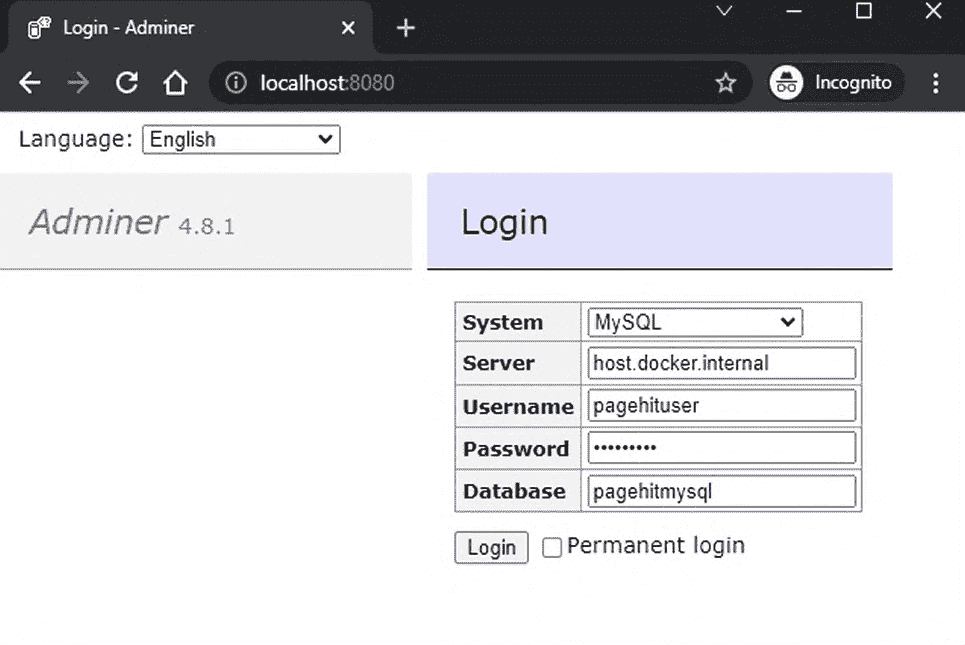 Login - Adminer
localhost:8080
Incognito
Language: English
Adminer 4.8.1
Login
System MySQL
Server host.docker.internal
Username pagehituser
Password •••••••••
Database pagehitmysql
Login Permanent login